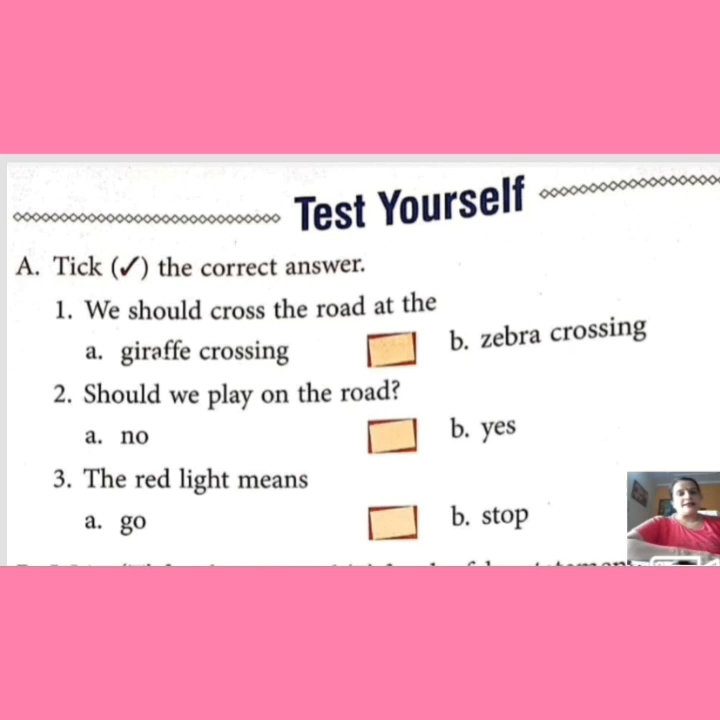 Test Yourself
A. Tick (✓) the correct answer.
1. We should cross the road at the
a. giraffe crossing b. zebra crossing
2. Should we play on the road?
a. no b. yes
3. The red light means
a. go b. stop